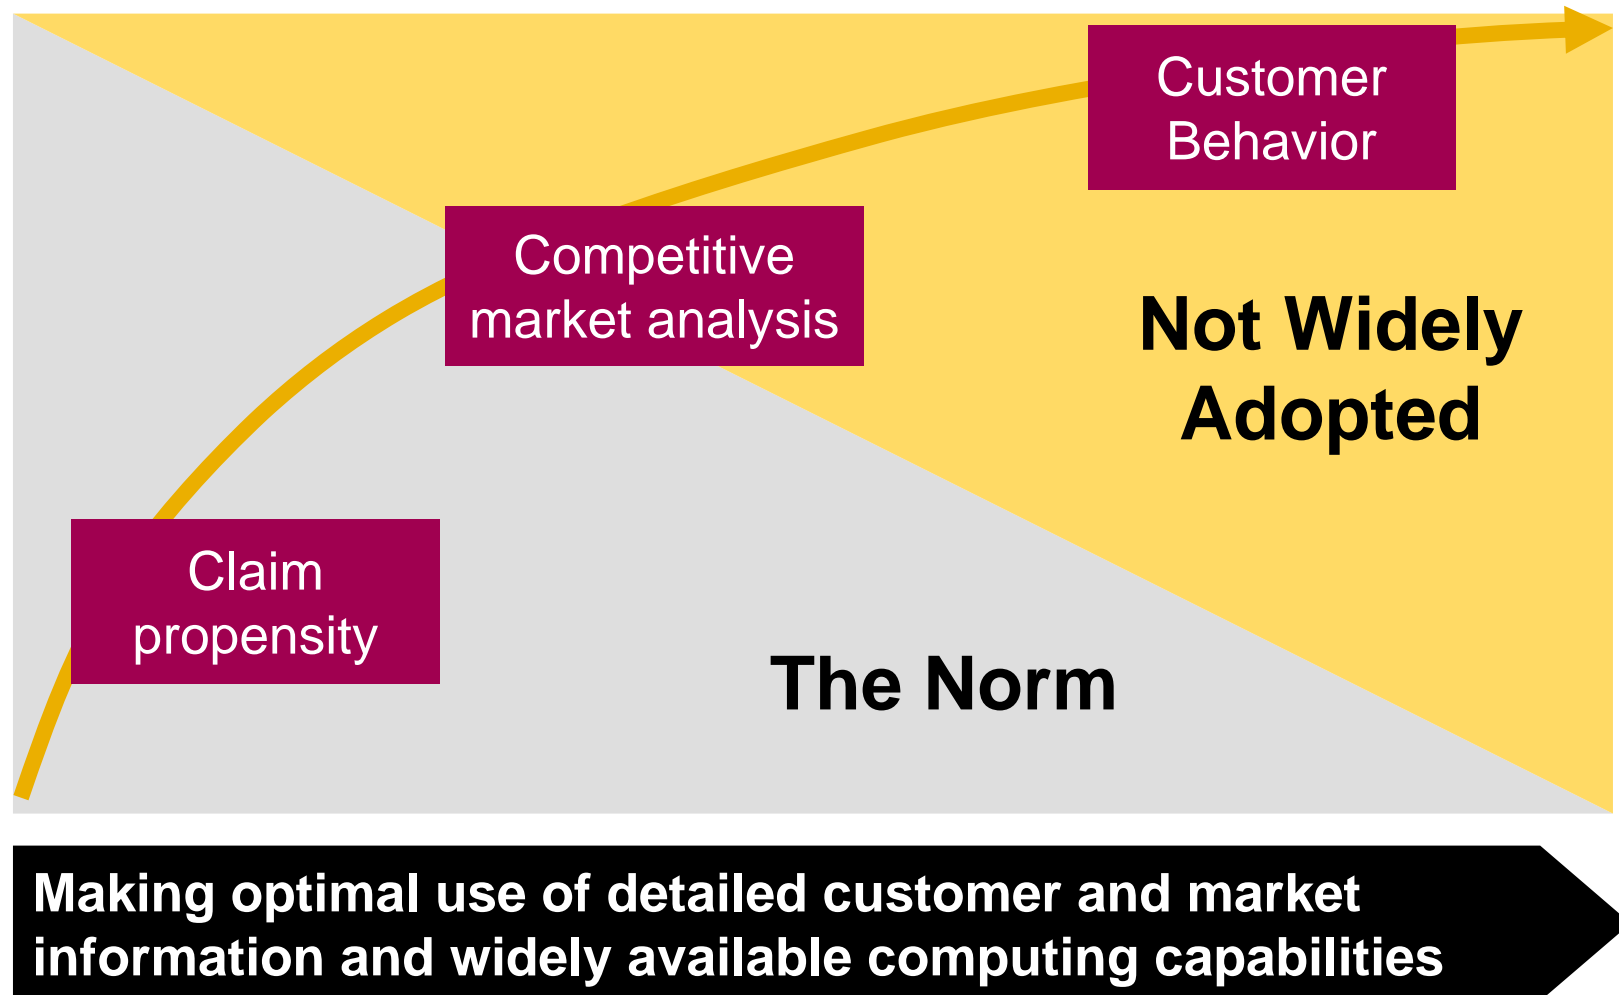 Customer
Behavior
Competitive
market analysis
Not Widely
Adopted
Claim
propensity
The Norm
Making optimal use of detailed customer and market
information and widely available computing capabilities